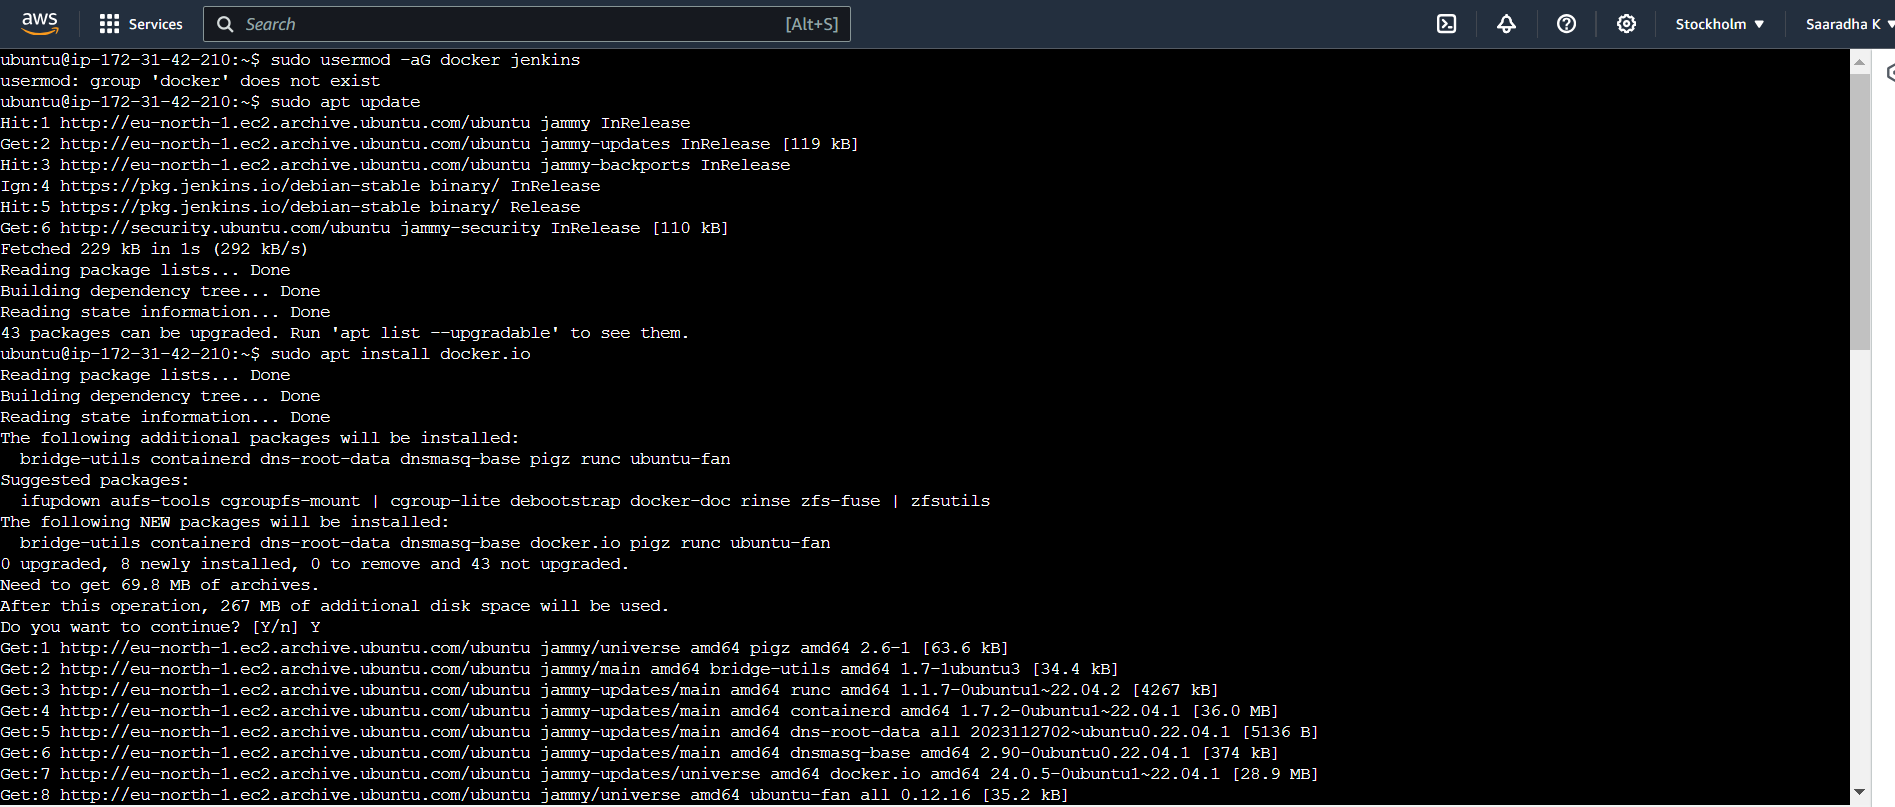 aws Services Search [Alt+S] Stockholm Saaradha K
ubuntu@ip-172-31-42-210:~$ sudo usermod -aG docker jenkins
usermod: group 'docker' does not exist
ubuntu@ip-172-31-42-210:~$ sudo apt update
Hit:1 http://eu-north-1.ec2.archive.ubuntu.com/ubuntu jammy InRelease
Get:2 http://eu-north-1.ec2.archive.ubuntu.com/ubuntu jammy-updates InRelease [119 kB]
Hit:3 http://eu-north-1.ec2.archive.ubuntu.com/ubuntu jammy-backports InRelease
Ign:4 https://pkg.jenkins.io/debian-stable binary/ InRelease
Hit:5 https://pkg.jenkins.io/debian-stable binary/ Release
Get:6 http://security.ubuntu.com/ubuntu jammy-security InRelease [110 kB]
Fetched 229 kB in 1s (292 kB/s)
Reading package lists... Done
Building dependency tree... Done
Reading state information... Done
43 packages can be upgraded. Run 'apt list --upgradable' to see them.
ubuntu@ip-172-31-42-210:~$ sudo apt install docker.io
Reading package lists... Done
Building dependency tree... Done
Reading state information... Done
The following additional packages will be installed:
  bridge-utils containerd dns-root-data dnsmasq-base pigz runc ubuntu-fan
Suggested packages:
  ifupdown aufs-tools cgroupfs-mount | cgroup-lite debootstrap docker-doc rinse zfs-fuse | zfsutils
The following NEW packages will be installed:
  bridge-utils containerd dns-root-data dnsmasq-base docker.io pigz runc ubuntu-fan
0 upgraded, 8 newly installed, 0 to remove and 43 not upgraded.
Need to get 69.8 MB of archives.
After this operation, 267 MB of additional disk space will be used.
Do you want to continue? [Y/n] Y
Get:1 http://eu-north-1.ec2.archive.ubuntu.com/ubuntu jammy/universe amd64 pigz amd64 2.6-1 [63.6 kB]
Get:2 http://eu-north-1.ec2.archive.ubuntu.com/ubuntu jammy/main amd64 bridge-utils amd64 1.7-1ubuntu3 [34.4 kB]
Get:3 http://eu-north-1.ec2.archive.ubuntu.com/ubuntu jammy-updates/main amd64 runc amd64 1.1.7-0ubuntu1~22.04.2 [4267 kB]
Get:4 http://eu-north-1.ec2.archive.ubuntu.com/ubuntu jammy-updates/main amd64 containerd amd64 1.7.2-0ubuntu1~22.04.1 [36.0 MB]
Get:5 http://eu-north-1.ec2.archive.ubuntu.com/ubuntu jammy-updates/main amd64 dns-root-data all 2023112702~ubuntu0.22.04.1 [5136 B]
Get:6 http://eu-north-1.ec2.archive.ubuntu.com/ubuntu jammy-updates/main amd64 dnsmasq-base amd64 2.90-0ubuntu0.22.04.1 [374 kB]
Get:7 http://eu-north-1.ec2.archive.ubuntu.com/ubuntu jammy-updates/universe amd64 docker.io amd64 24.0.5-0ubuntu1~22.04.1 [28.9 MB]
Get:8 http://eu-north-1.ec2.archive.ubuntu.com/ubuntu jammy/universe amd64 ubuntu-fan all 0.12.16 [35.2 kB]